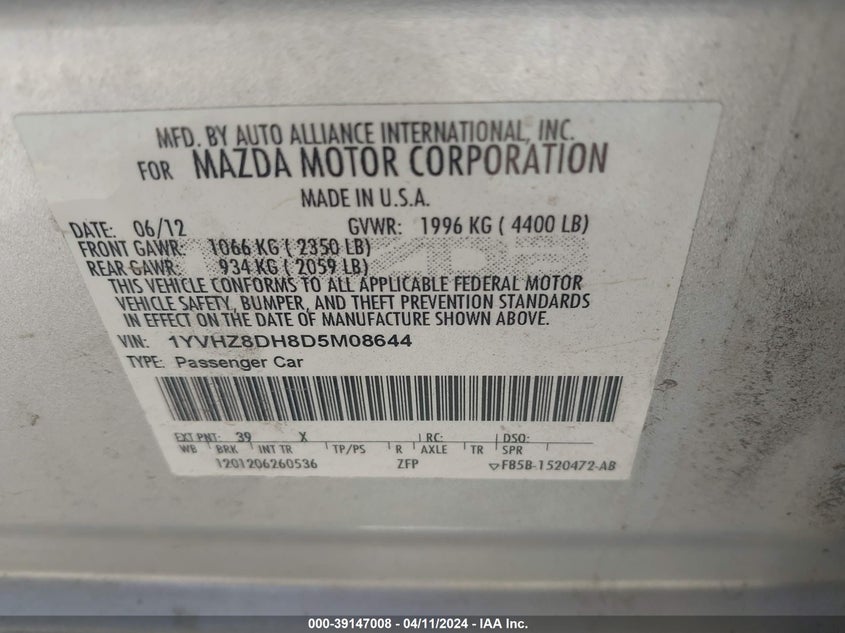 MFD. BY AUTO ALLIANCE INTERNATIONAL, INC.
FOR MAZDA MOTOR CORPORATION
MADE IN U.S.A.
DATE: 06/12 GVWR: 1996 KG ( 4400 LB)
FRONT GAWR: 1066 KG ( 2350 LB)
REAR GAWR: 934 KG ( 2059 LB)
THIS VEHICLE CONFORMS TO ALL APPLICABLE FEDERAL MOTOR
VEHICLE SAFETY, BUMPER, AND THEFT PREVENTION STANDARDS
IN EFFECT ON THE DATE OF MANUFACTURE SHOWN ABOVE.
VIN: 1YVHZ8DH8D5M08644
TYPE: Passenger Car
EXT PNT: 39 X RC: DSO:
WB BRK INT TR TP/PS R AXLE TR SPR
1201206260536 ZFP ▽F85B-1520472-AB
000-39147008 - 04/11/2024 - IAA Inc.